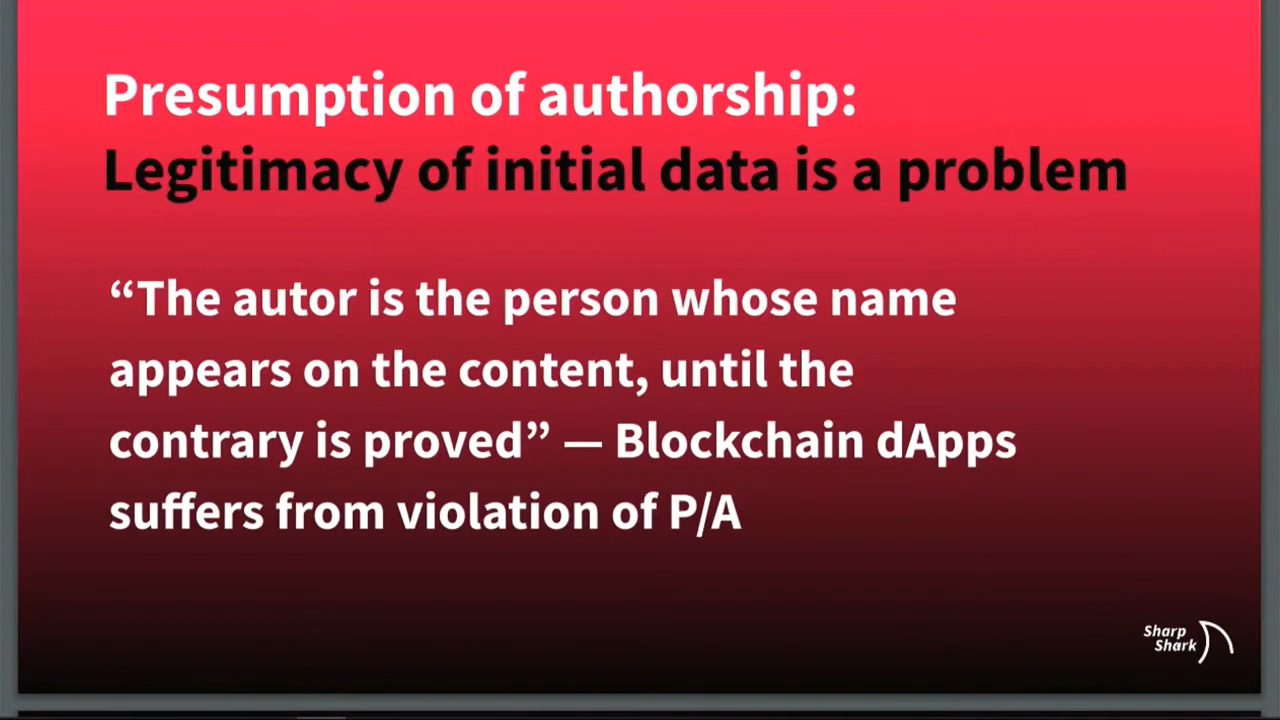 Presumption of authorship:
Legitimacy of initial data is a problem
“The autor is the person whose name
appears on the content, until the
contrary is proved” — Blockchain dApps
suffers from violation of P/A
Sharp
Shark